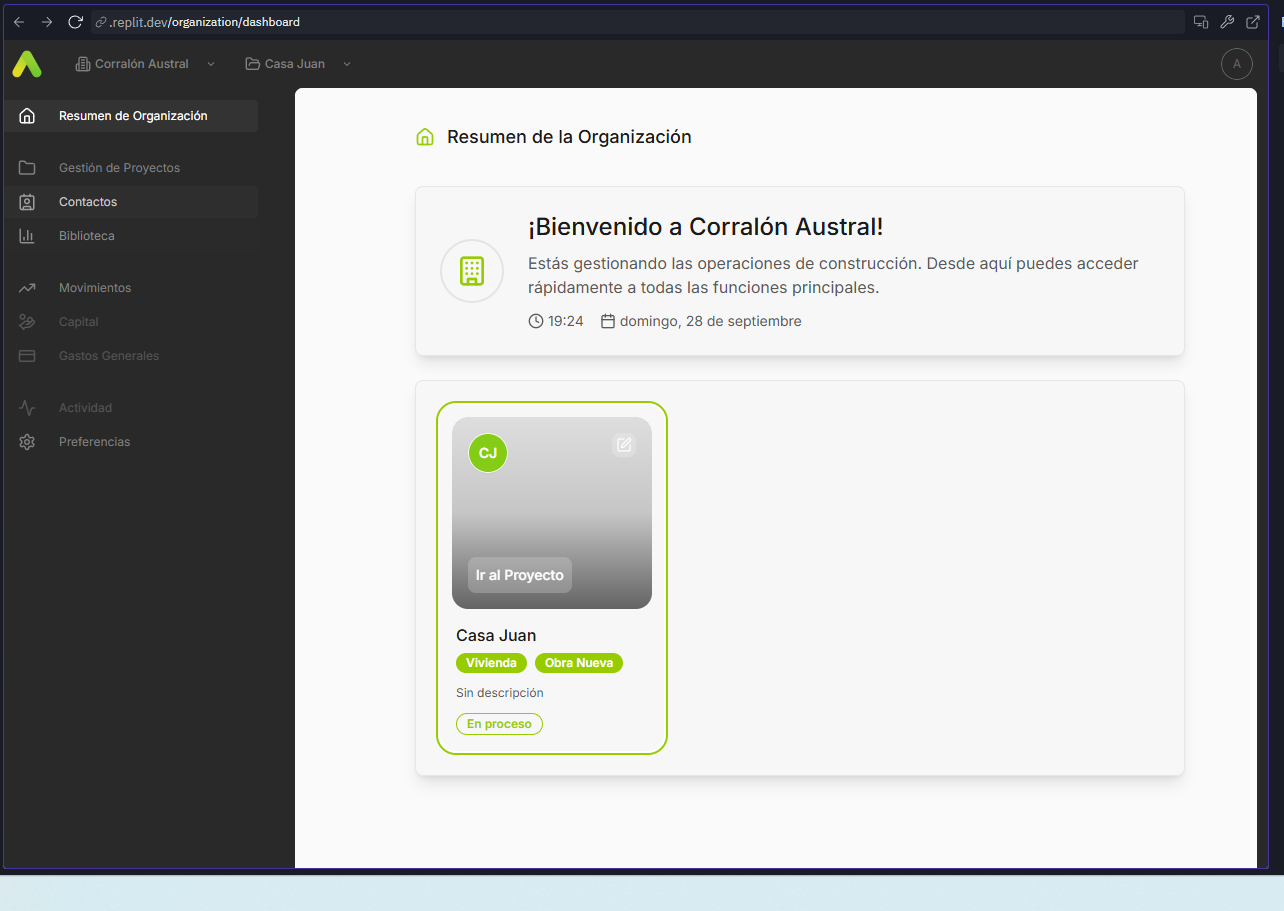 .replit.dev/organization/dashboard
Corralón Austral
Casa Juan
A
Resumen de Organización
Gestión de Proyectos
Contactos
Biblioteca
Movimientos
Capital
Gastos Generales
Actividad
Preferencias
Resumen de la Organización
¡Bienvenido a Corralón Austral!
Estás gestionando las operaciones de construcción. Desde aquí puedes acceder
rápidamente a todas las funciones principales.
19:24 domingo, 28 de septiembre
CJ
Ir al Proyecto
Casa Juan
Vivienda Obra Nueva
Sin descripción
En proceso